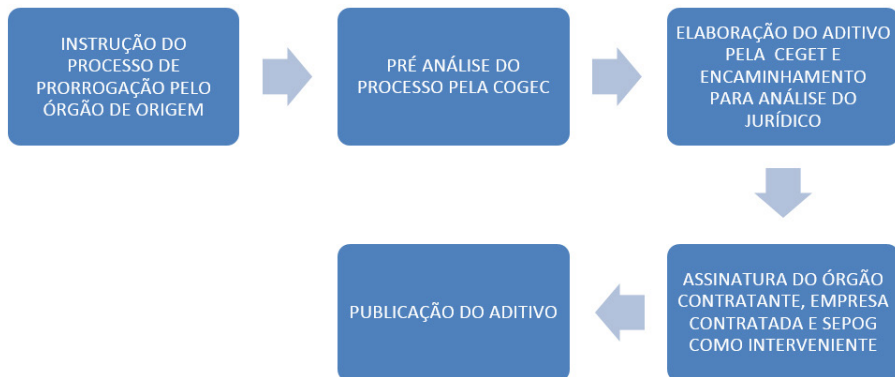 INSTRUÇÃO DO
PROCESSO DE
PRORROGAÇÃO PELO
ÓRGÃO DE ORIGEM
PRÉ ANÁLISE DO
PROCESSO PELA COGEC
ELABORAÇÃO DO ADITIVO
PELA CEGET E
ENCAMINHAMENTO
PARA ANÁLISE DO
JURÍDICO
ASSINATURA DO ÓRGÃO
CONTRATANTE, EMPRESA
CONTRATADA E SEPOG
COMO INTERVENIENTE
PUBLICAÇÃO DO ADITIVO